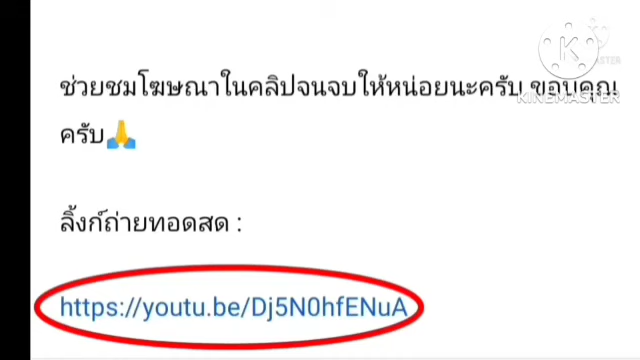 ช่วยชมโฆษณาในคลิปจนจบให้หน่อยนะครับ ขอบคุณ
ครับ🙏
KINEMASTER
ลิ้งก์ถ่ายทอดสด :
https://youtu.be/Dj5N0hfENuA